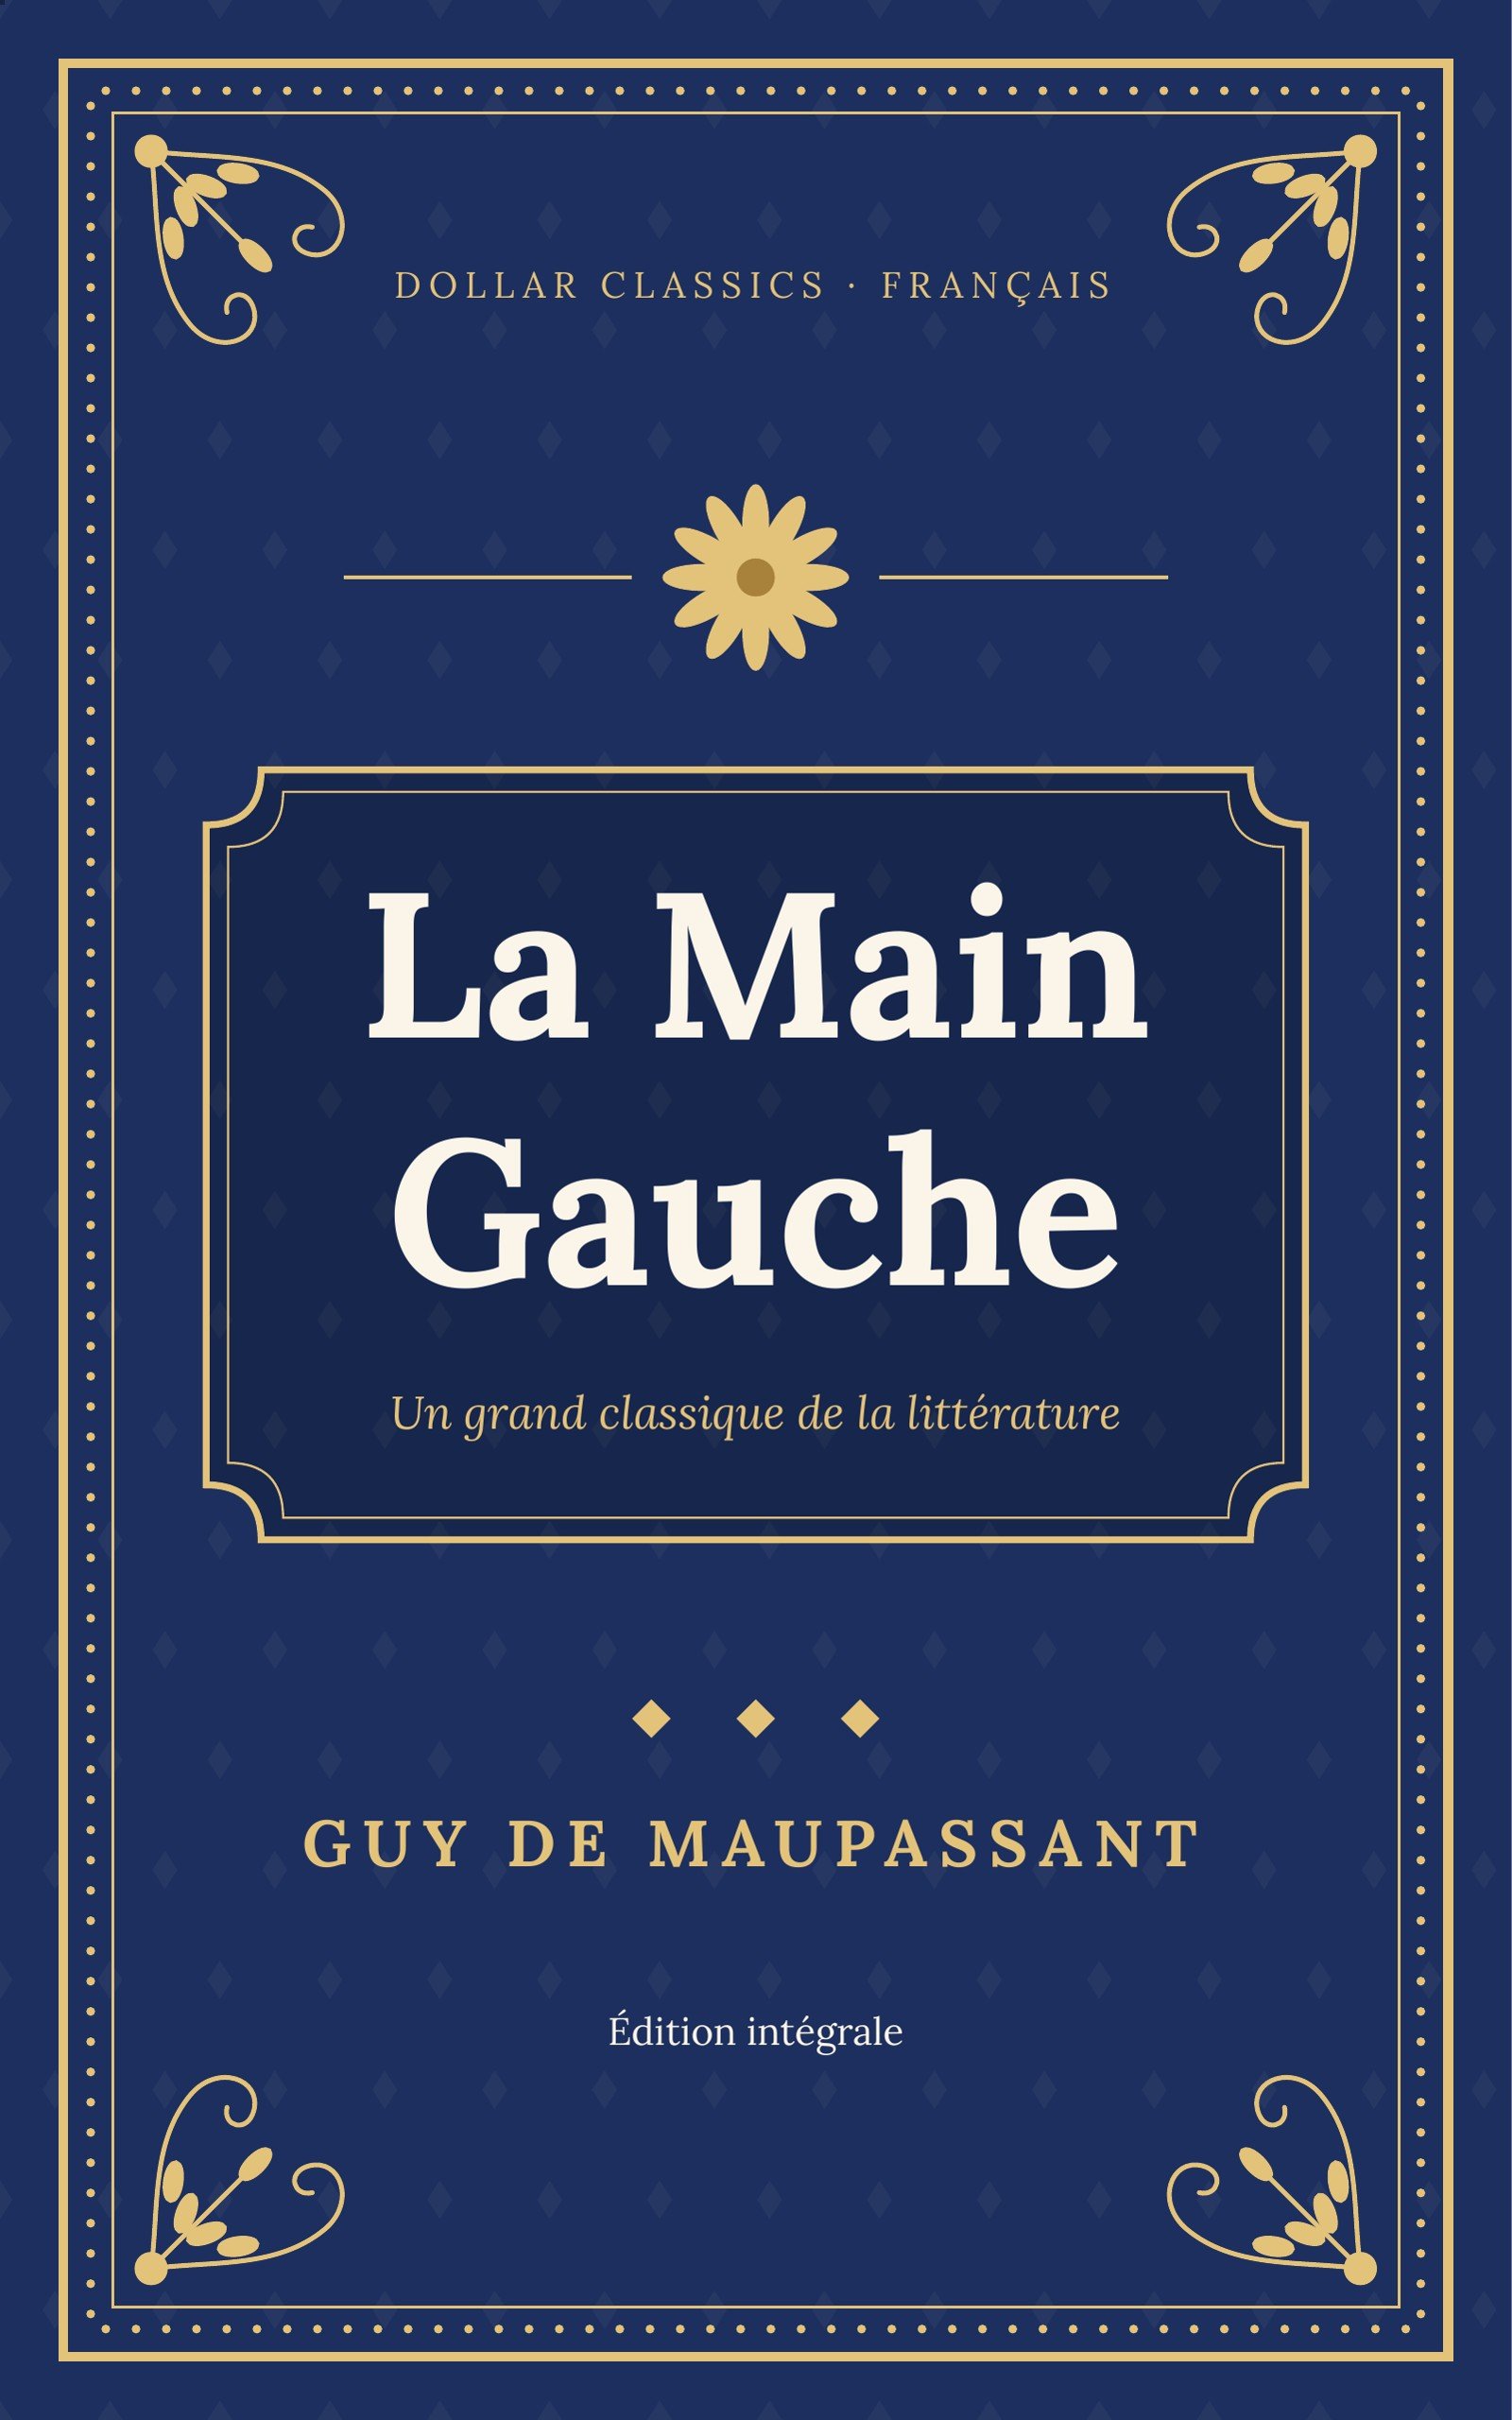 DOLLAR CLASSICS · FRANÇAIS
La Main
Gauche
Un grand classique de la littérature
GUY DE MAUPASSANT
Édition intégrale